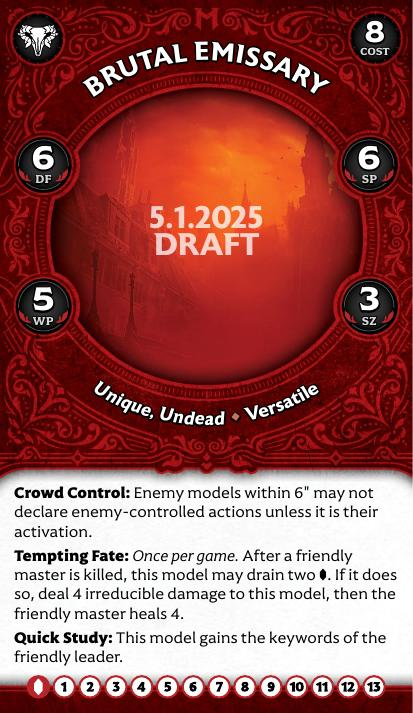 8
COST
BRUTAL EMISSARY
6
DF
6
SP
5.1.2025
DRAFT
5
WP
3
SZ
Unique, Undead ⬥ Versatile
Crowd Control: Enemy models within 6" may not
declare enemy-controlled actions unless it is their
activation.
Tempting Fate: Once per game. After a friendly
master is killed, this model may drain two ⬮. If it does
so, deal 4 irreducible damage to this model, then the
friendly master heals 4.
Quick Study: This model gains the keywords of the
friendly leader.
1 2 3 4 5 6 7 8 9 10 11 12 13